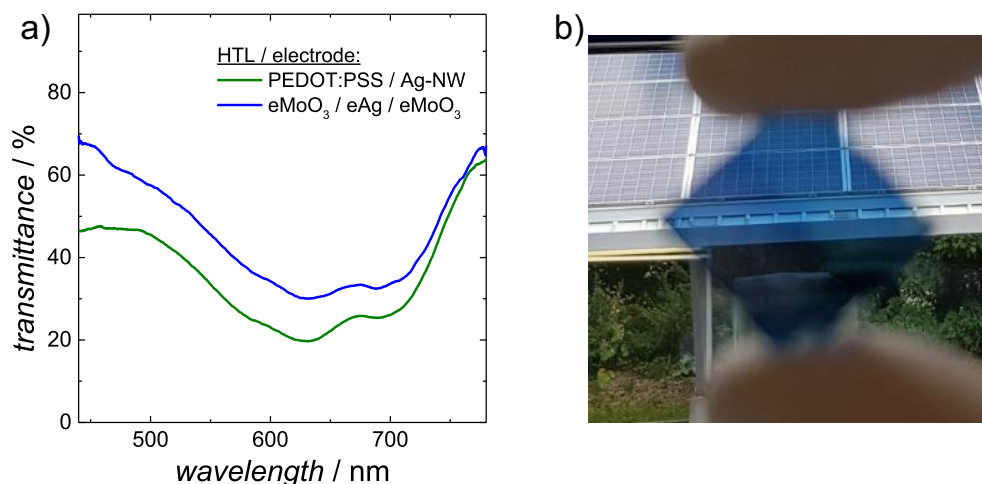 a)
b)
HTL / electrode:
PEDOT:PSS / Ag-NW
eMoO₃ / eAg / eMoO₃
transmittance / %
80
60
40
20
0
500
600
700
wavelength / nm